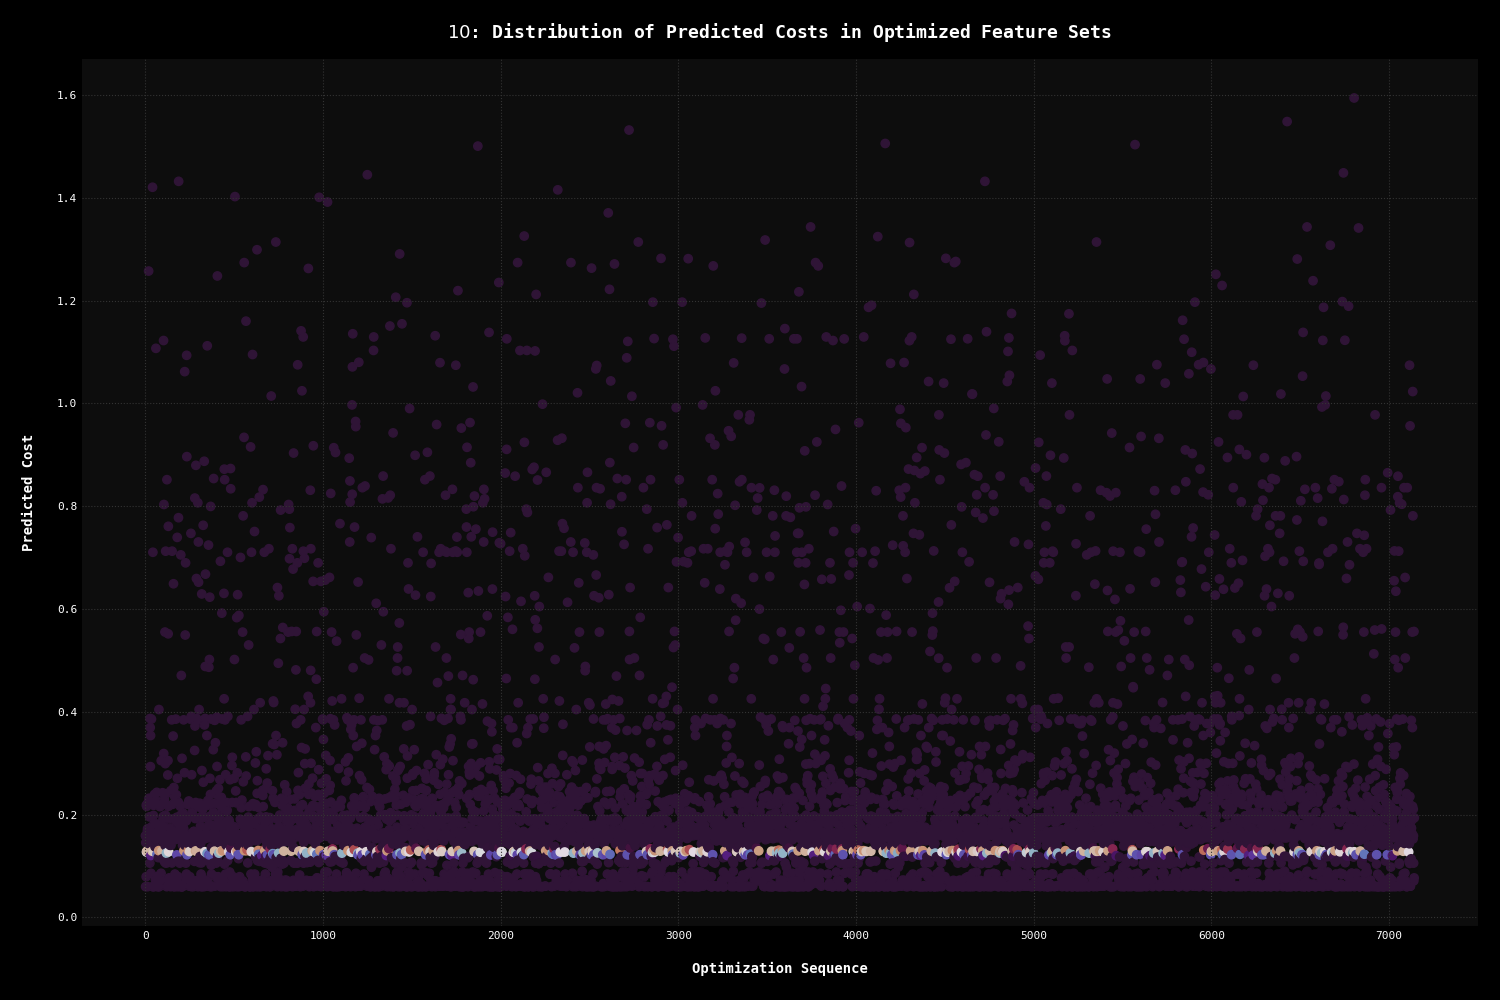 10: Distribution of Predicted Costs in Optimized Feature Sets
1.6
1.4
1.2
1.0
0.8
0.6
0.4
0.2
0.0
Predicted Cost
0 1000 2000 3000 4000 5000 6000 7000
Optimization Sequence